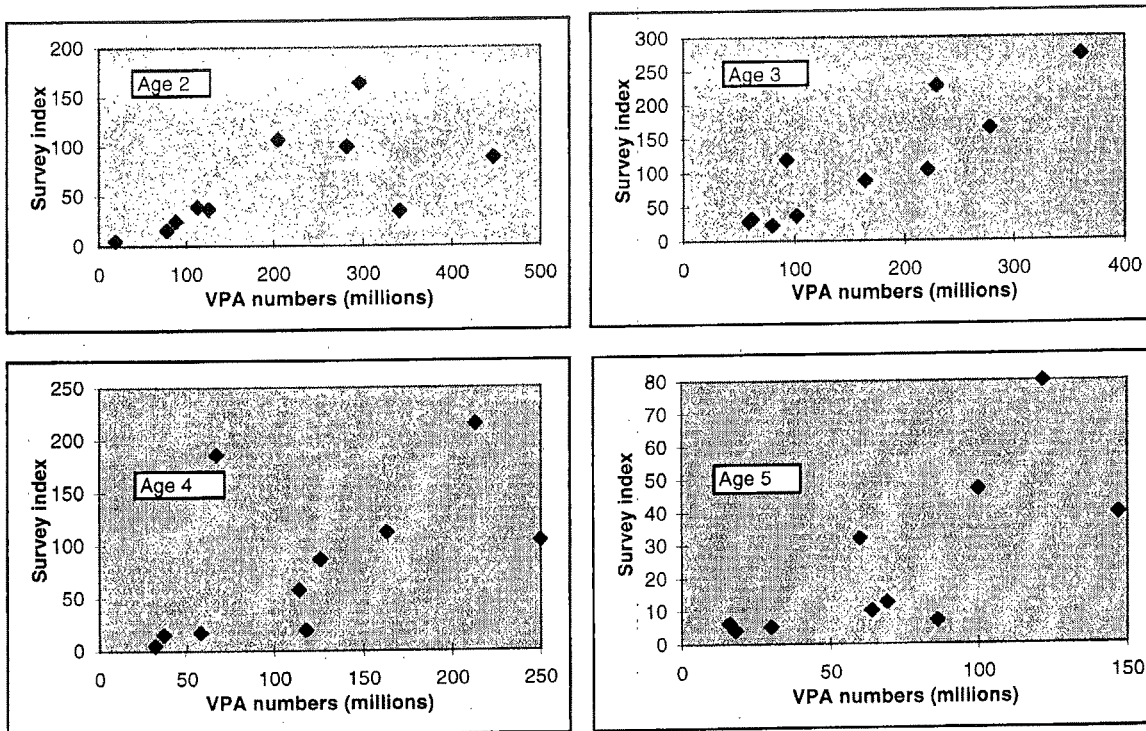 200
150
100
50
0
Survey index
Age 2
0 100 200 300 400 500
VPA numbers (millions)
300
250
200
150
100
50
0
Survey index
Age 3
0 100 200 300 400
VPA numbers (millions)
250
200
150
100
50
0
Survey index
Age 4
0 50 100 150 200 250
VPA numbers (millions)
80
70
60
50
40
30
20
10
0
Survey index
Age 5
0 50 100 150
VPA numbers (millions)